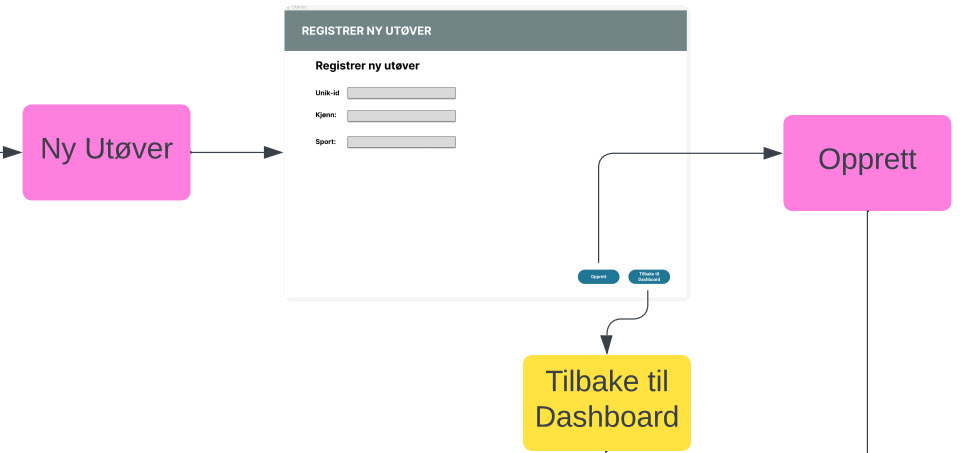 REGISTRER NY UTØVER
Registrer ny utøver
Unik-id
Kjønn:
Sport:
Opprett
Tilbake til
Dashboard
Ny Utøver
Opprett
Tilbake til
Dashboard